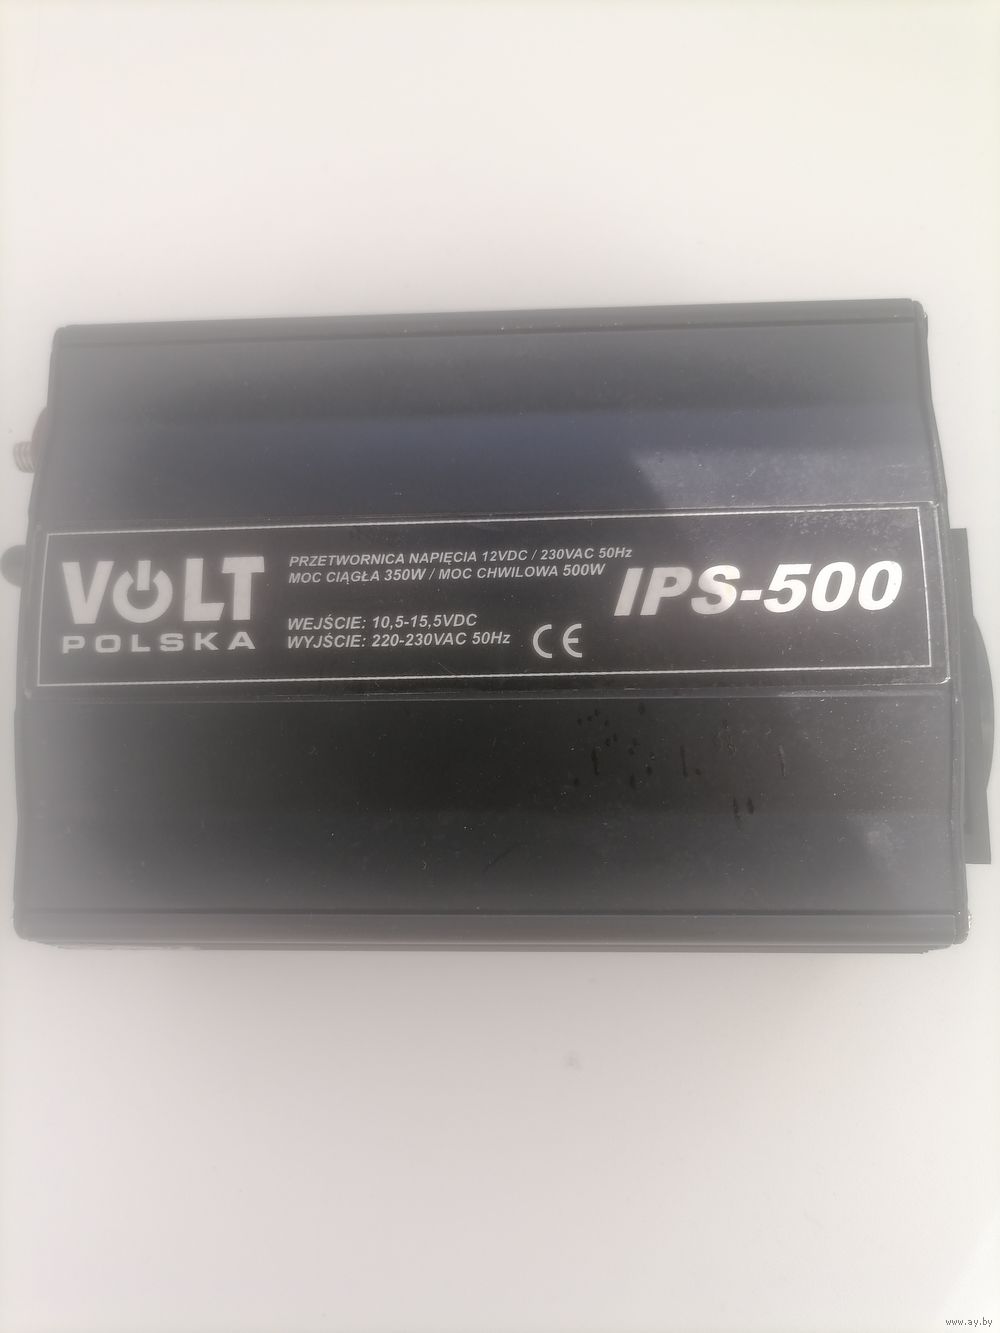 VOLT
POLSKA
PRZETWORNICA NAPIĘCIA 12VDC / 230VAC 50Hz
MOC CIĄGŁA 350W / MOC CHWILOWA 500W
WEJŚCIE: 10,5-15,5VDC
WYJŚCIE: 220-230VAC 50Hz
CE
IPS-500
www.ay.by